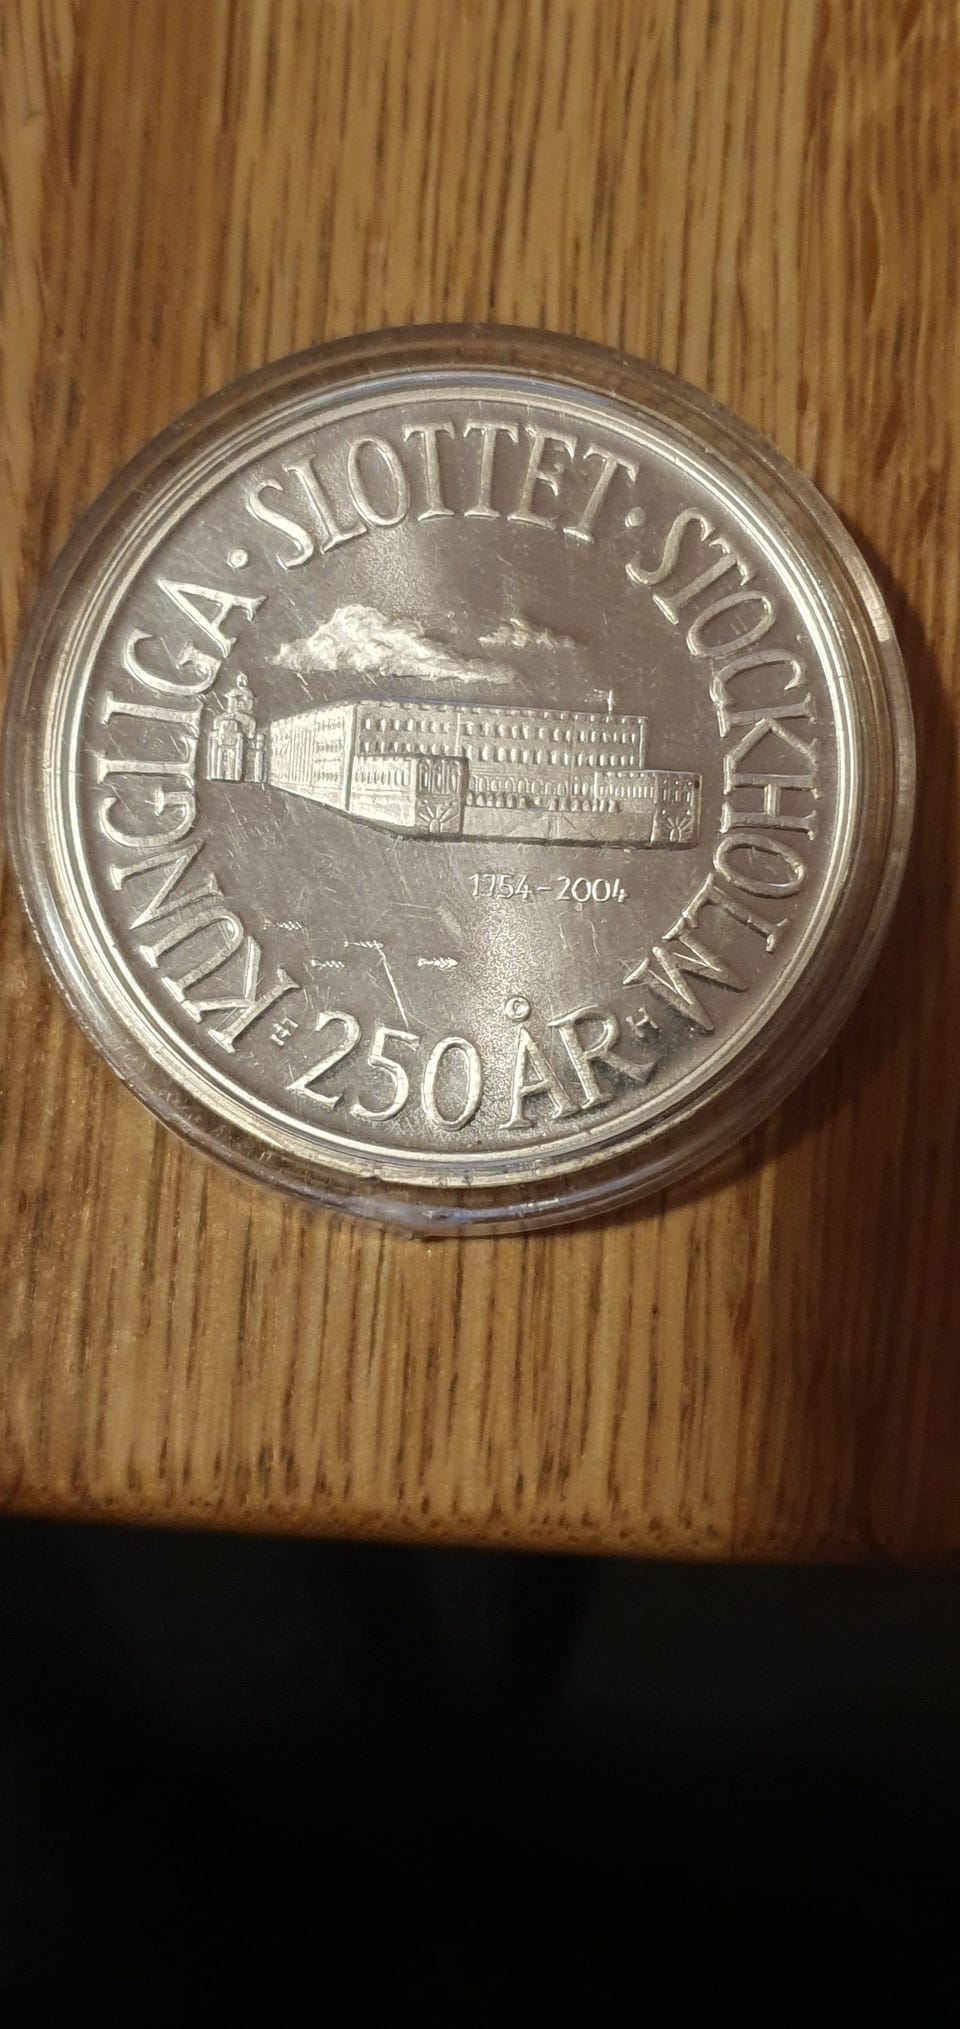 KUNGLIGA · SLOTTET · STOCKHOLM
1754-2004
©
E 250 ÅR H